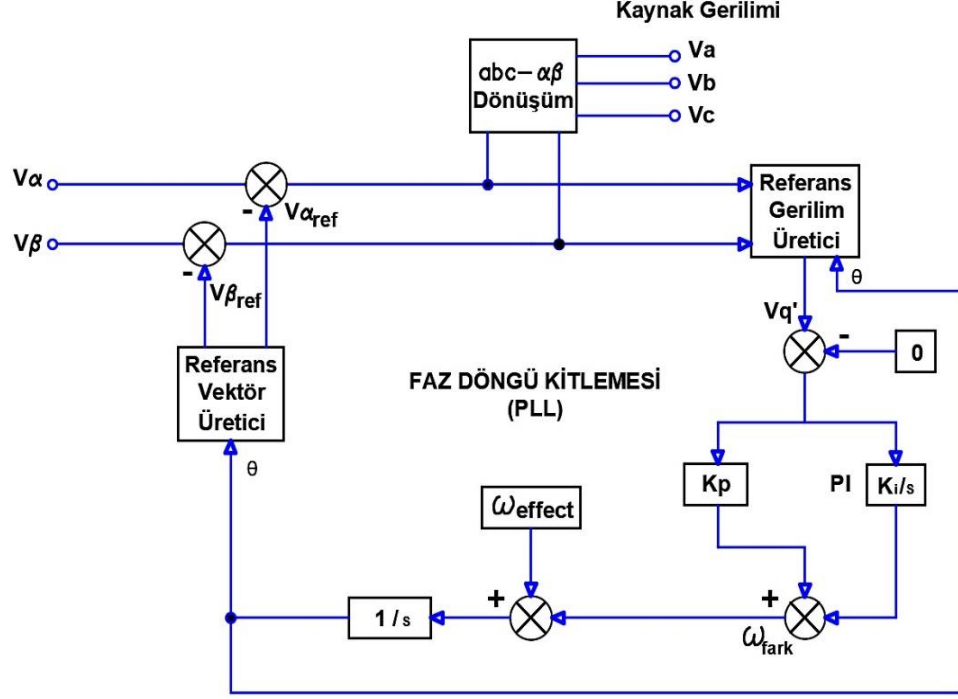 Kaynak Gerilimi
abc-αβ
Dönüşüm
Va
Vb
Vc
Vα
Vβ
-
Vαref
-
Vβref
Referans
Gerilim
Üretici
θ
Vq'
-
0
Referans
Vektör
Üretici
θ
FAZ DÖNGÜ KİTLEMESİ
(PLL)
Kp
PI
Ki/s
ωeffect
+
+
1/s
ωfark